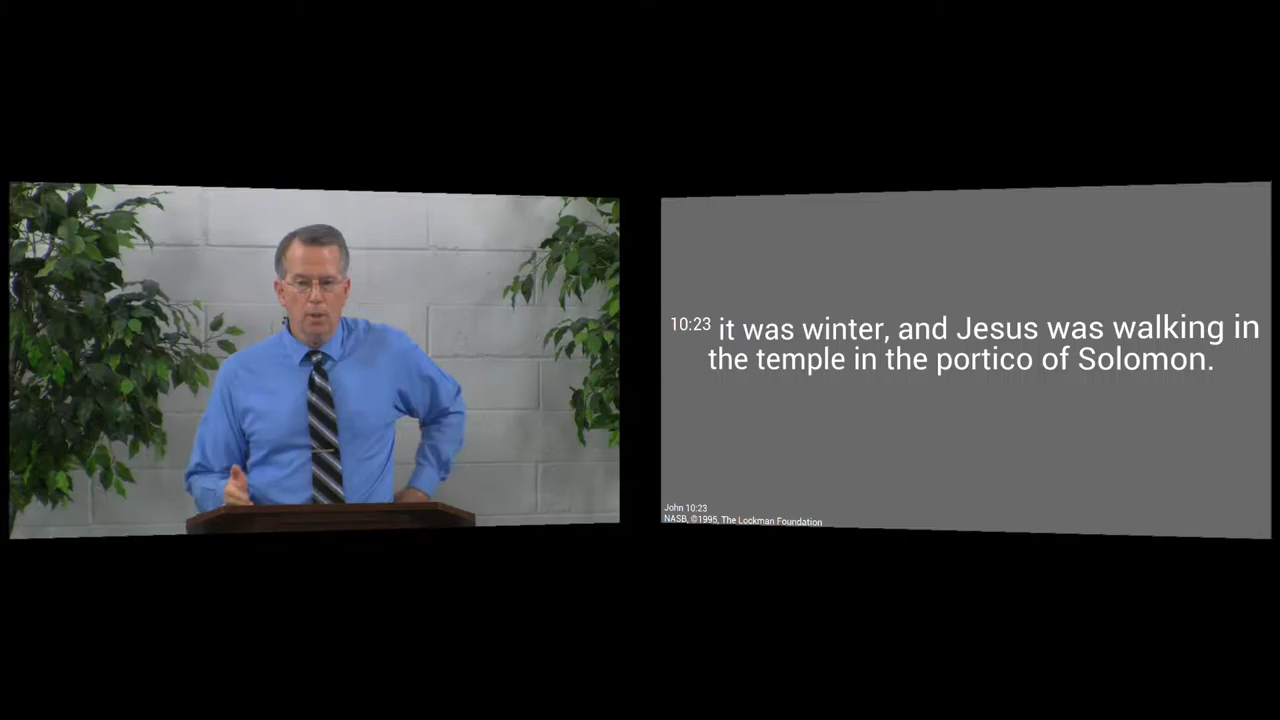 10:23 it was winter, and Jesus was walking in
the temple in the portico of Solomon.
John 10:23
NASB, ©1995, The Lockman Foundation